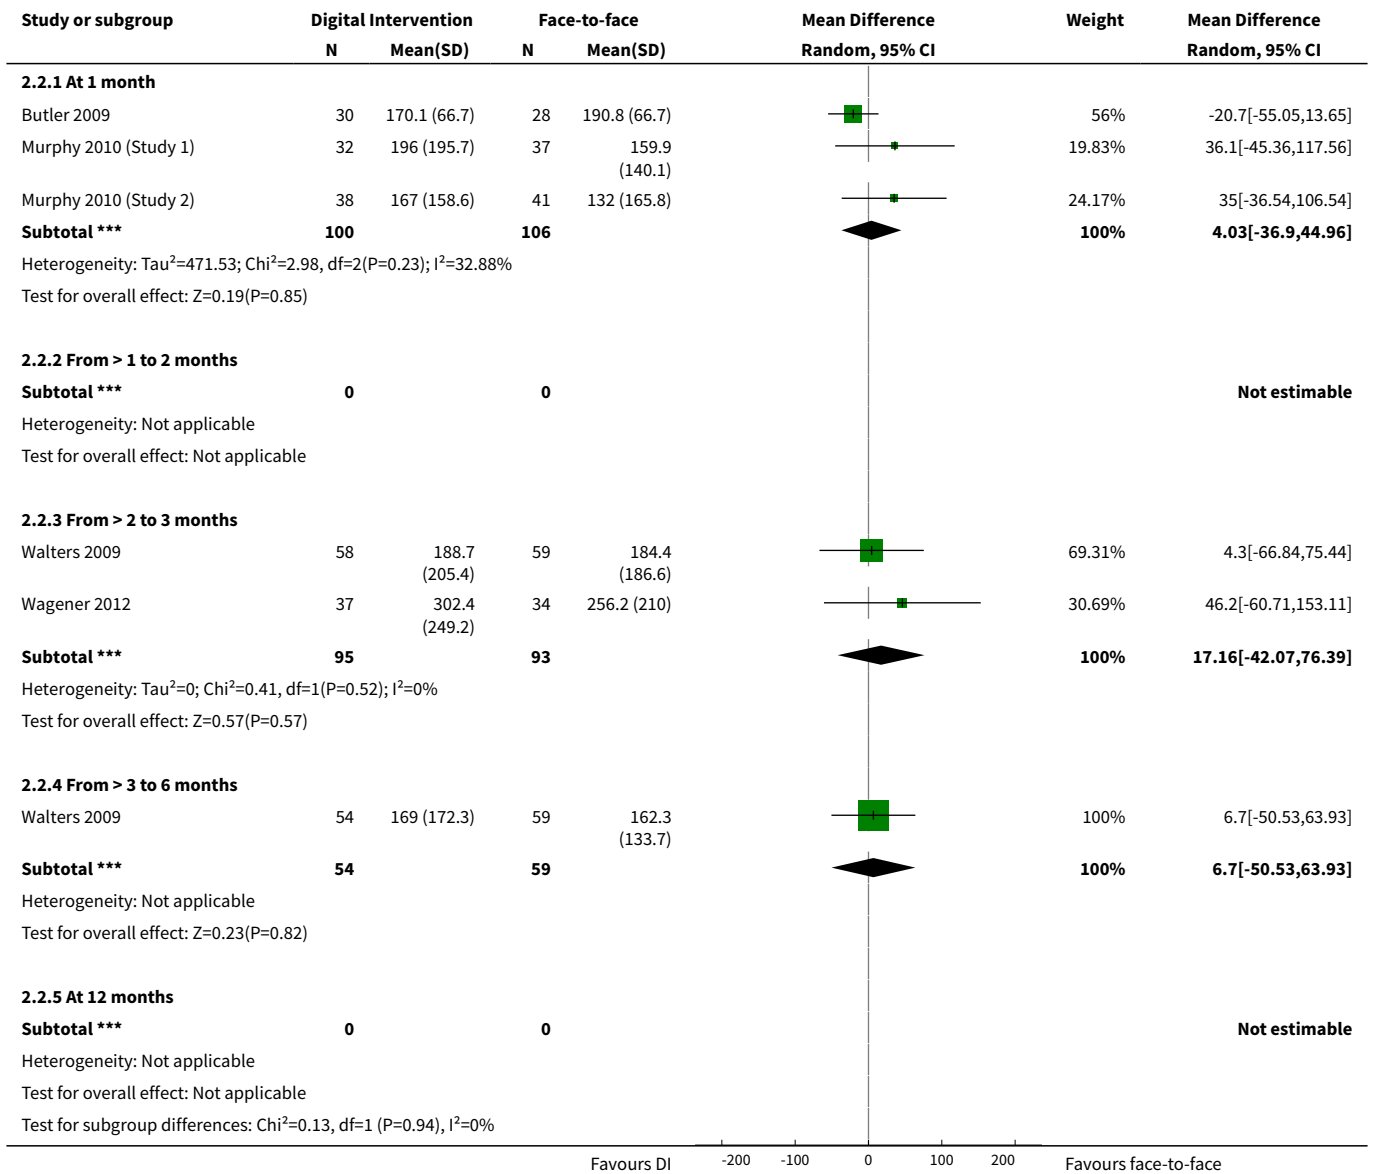 Study or subgroup Digital Intervention Face-to-face Mean Difference Weight Mean Difference
N Mean(SD) N Mean(SD) Random, 95% CI Random, 95% CI
2.2.1 At 1 month
Butler 2009 30 170.1 (66.7) 28 190.8 (66.7) 56% -20.7[-55.05,13.65]
Murphy 2010 (Study 1) 32 196 (195.7) 37 159.9 19.83% 36.1[-45.36,117.56]
(140.1)
Murphy 2010 (Study 2) 38 167 (158.6) 41 132 (165.8) 24.17% 35[-36.54,106.54]
Subtotal *** 100 106 100% 4.03[-36.9,44.96]
Heterogeneity: Tau²=471.53; Chi²=2.98, df=2(P=0.23); I²=32.88%
Test for overall effect: Z=0.19(P=0.85)
2.2.2 From > 1 to 2 months
Subtotal *** 0 0 Not estimable
Heterogeneity: Not applicable
Test for overall effect: Not applicable
2.2.3 From > 2 to 3 months
Walters 2009 58 188.7 59 184.4 69.31% 4.3[-66.84,75.44]
(205.4) (186.6)
Wagener 2012 37 302.4 34 256.2 (210) 30.69% 46.2[-60.71,153.11]
(249.2)
Subtotal *** 95 93 100% 17.16[-42.07,76.39]
Heterogeneity: Tau²=0; Chi²=0.41, df=1(P=0.52); I²=0%
Test for overall effect: Z=0.57(P=0.57)
2.2.4 From > 3 to 6 months
Walters 2009 54 169 (172.3) 59 162.3 100% 6.7[-50.53,63.93]
(133.7)
Subtotal *** 54 59 100% 6.7[-50.53,63.93]
Heterogeneity: Not applicable
Test for overall effect: Z=0.23(P=0.82)
2.2.5 At 12 months
Subtotal *** 0 0 Not estimable
Heterogeneity: Not applicable
Test for overall effect: Not applicable
Test for subgroup differences: Chi²=0.13, df=1 (P=0.94), I²=0%
Favours DI -200 -100 0 100 200 Favours face-to-face